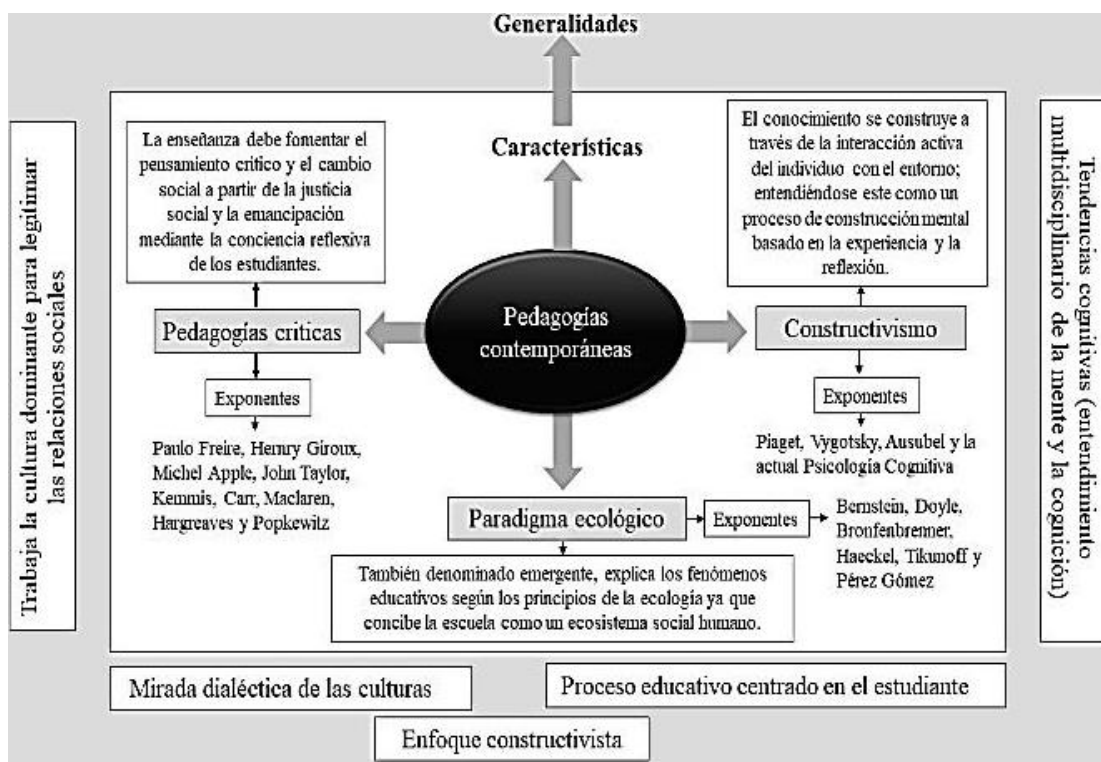 Generalidades
Características
La enseñanza debe fomentar el
pensamiento critico y el cambio
social a partir de la justicia
social y la emancipación
mediante la conciencia reflexiva
de los estudiantes.
El conocimiento se construye a
través de la interacción activa
del individuo con el entorno;
entendiéndose este como un
proceso de construcción mental
basado en la experiencia y la
reflexión.
Pedagogías criticas
Pedagogías
contemporáneas
Constructivismo
Exponentes
Paulo Freire, Hernry Giroux,
Michel Apple, John Taylor,
Kemmis, Carr, Maclaren,
Hargreaves y Popkewitz
Exponentes
Piaget, Vygotsky, Ausubel y la
actual Psicología Cognitiva
Paradigma ecológico
Exponentes
Bernstein, Doyle,
Bronfenbrenner,
Haeckel, Tikunoff y
Pérez Gómez
También denominado emergente, explica los fenómenos
educativos según los principios de la ecología ya que
concibe la escuela como un ecosistema social humano.
Trabaja la cultura dominante para legitimar
las relaciones sociales
Tendencias cognitivas (entendimiento
multidisciplinario de la mente y la cognición)
Mirada dialéctica de las culturas
Proceso educativo centrado en el estudiante
Enfoque constructivista